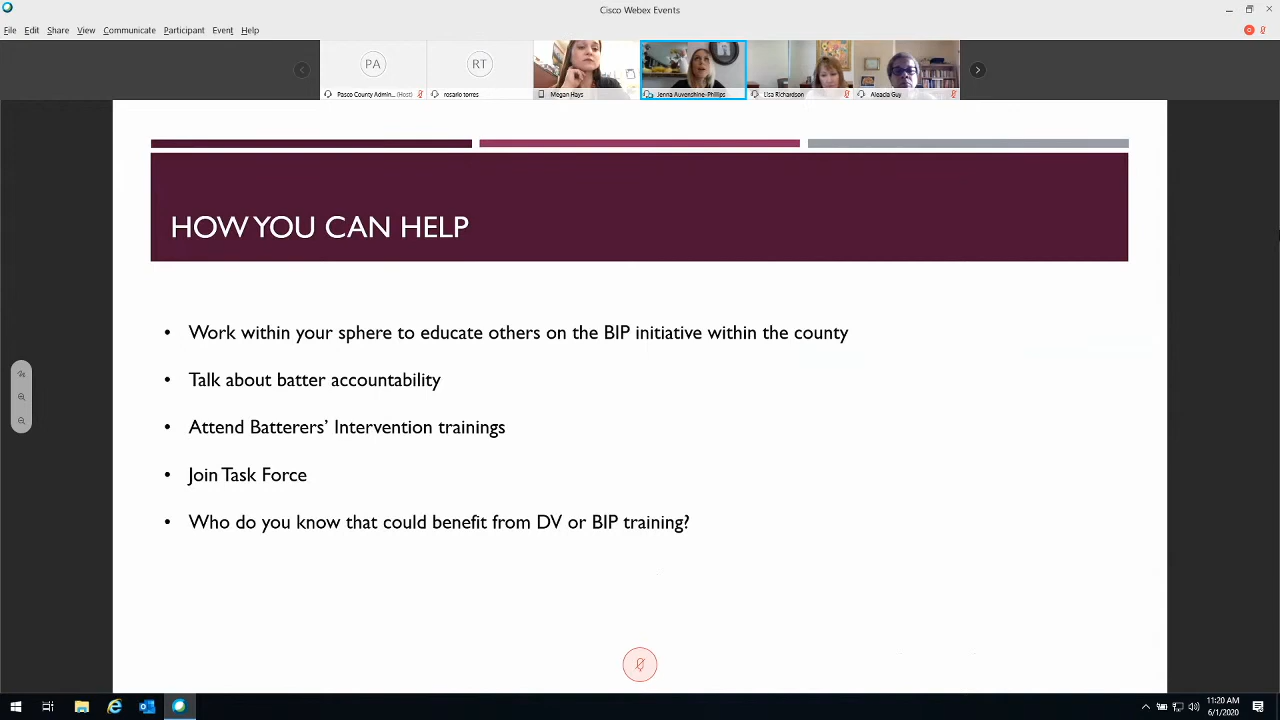 Cisco Webex Events
File Edit Share View Communicate Participant Event Help
PA RT
Pasco County Admin... (Host) rosario torres Megan Hays Jenna Auvenshine-Phillips Lisa Richardson Aleacia Guy
HOW YOU CAN HELP
• Work within your sphere to educate others on the BIP initiative within the county
• Talk about batter accountability
• Attend Batterers’ Intervention trainings
• Join Task Force
• Who do you know that could benefit from DV or BIP training?
11:20 AM
6/1/2020